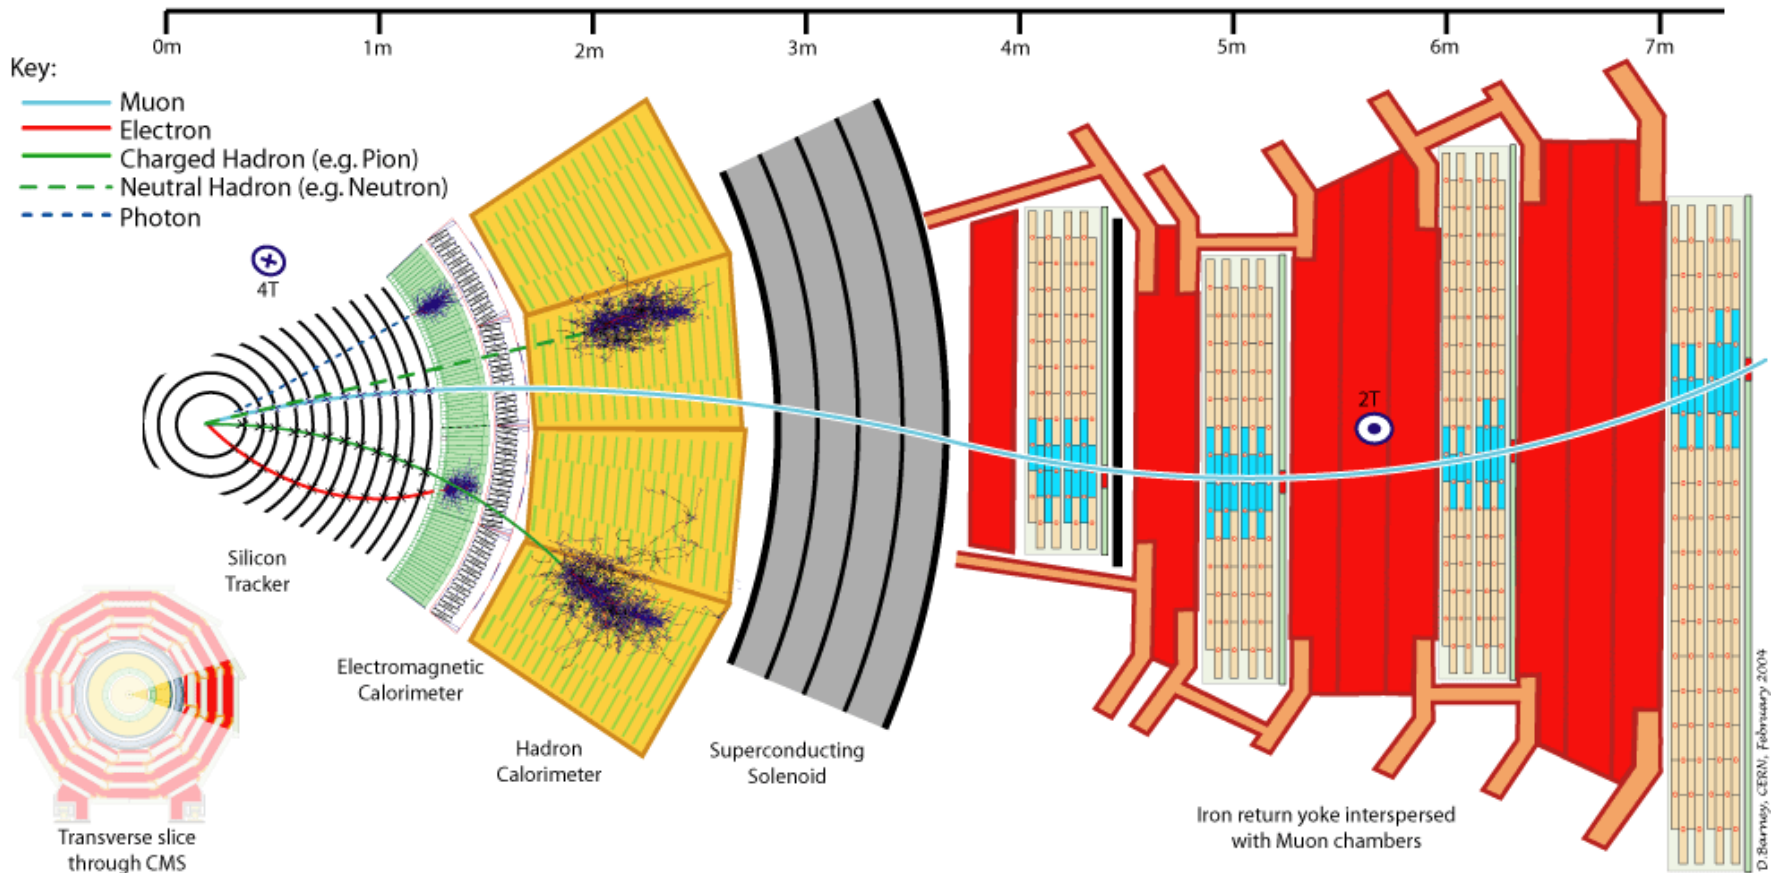 0m 1m 2m 3m 4m 5m 6m 7m
Key:
Muon
Electron
Charged Hadron (e.g. Pion)
Neutral Hadron (e.g. Neutron)
Photon
4T
2T
Silicon
Tracker
Electromagnetic
Calorimeter
Hadron
Calorimeter
Superconducting
Solenoid
Iron return yoke interspersed
with Muon chambers
Transverse slice
through CMS
D.Barney, CERN, February 2004